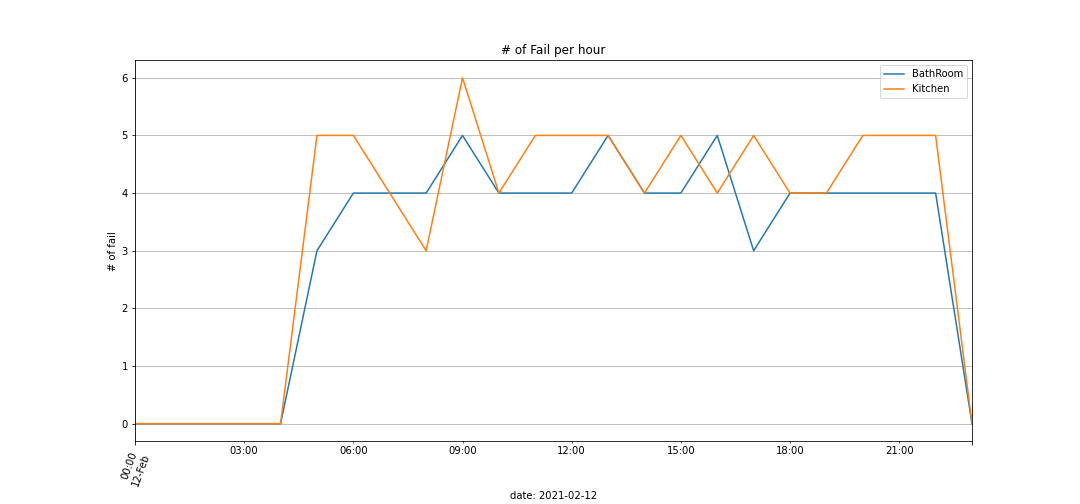 # of Fail per hour
BathRoom
Kitchen
6
5
4
3
2
1
0
# of fail
00:00
12-Feb
03:00
06:00
09:00
12:00
15:00
18:00
21:00
date: 2021-02-12